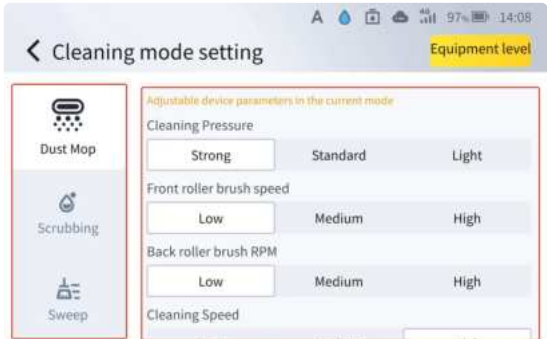 A 4G 97% 14:08
Cleaning mode setting
Equipment level
Dust Mop
Scrubbing
Sweep
Adjustable device parameters in the current mode
Cleaning Pressure
Strong Standard Light
Front roller brush speed
Low Medium High
Back roller brush RPM
Low Medium High
Cleaning Speed